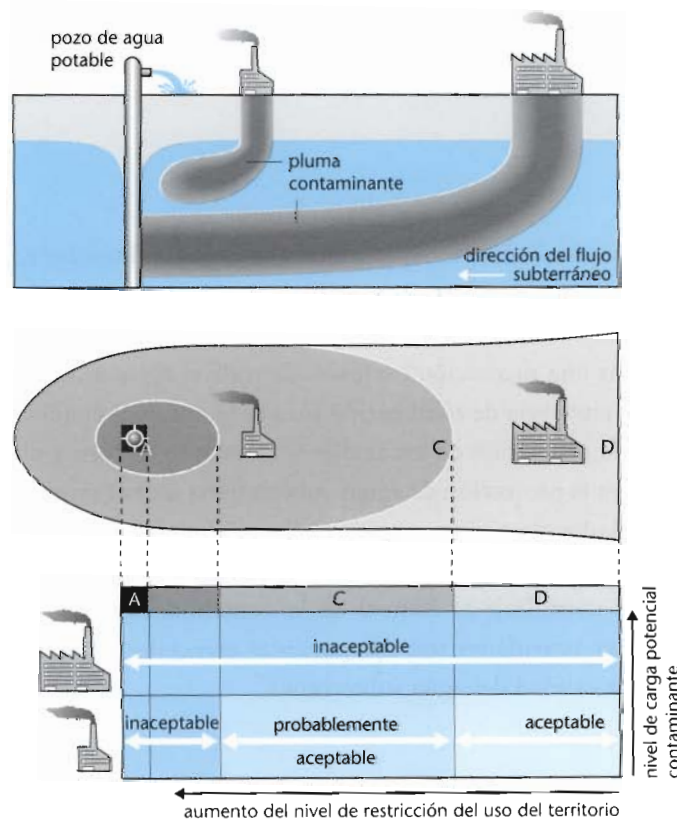 pozo de agua
potable
pluma
contaminante
dirección del flujo
subterráneo
A
C
D
A
C
D
inaceptable
inaceptable
probablemente
aceptable
aceptable
nivel de carga potencial
contaminante
aumento del nivel de restricción del uso del territorio